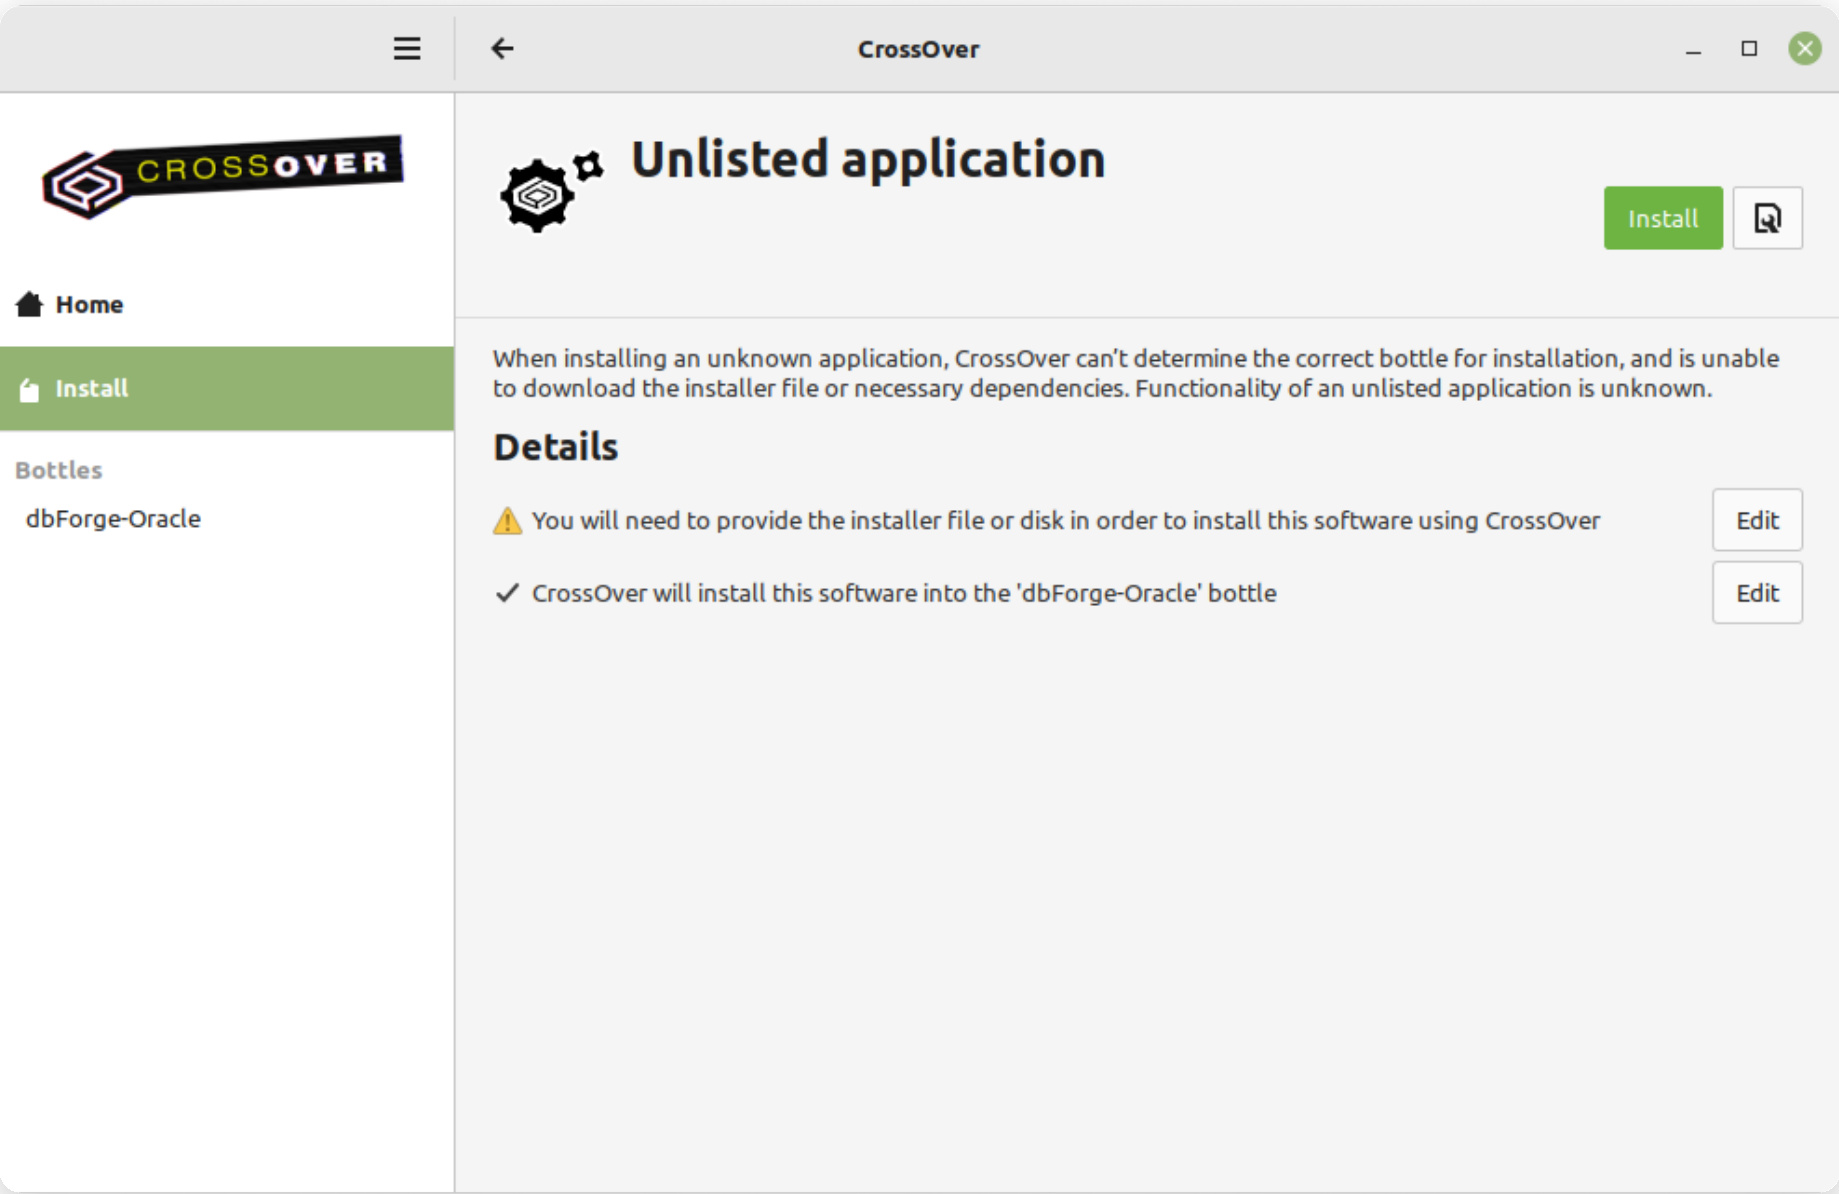 CrossOver
CROSSOVER
Unlisted application
Install
Home
Install
Bottles
dbForge-Oracle
When installing an unknown application, CrossOver can't determine the correct bottle for installation, and is unable
to download the installer file or necessary dependencies. Functionality of an unlisted application is unknown.
Details
You will need to provide the installer file or disk in order to install this software using CrossOver
Edit
CrossOver will install this software into the 'dbForge-Oracle' bottle
Edit